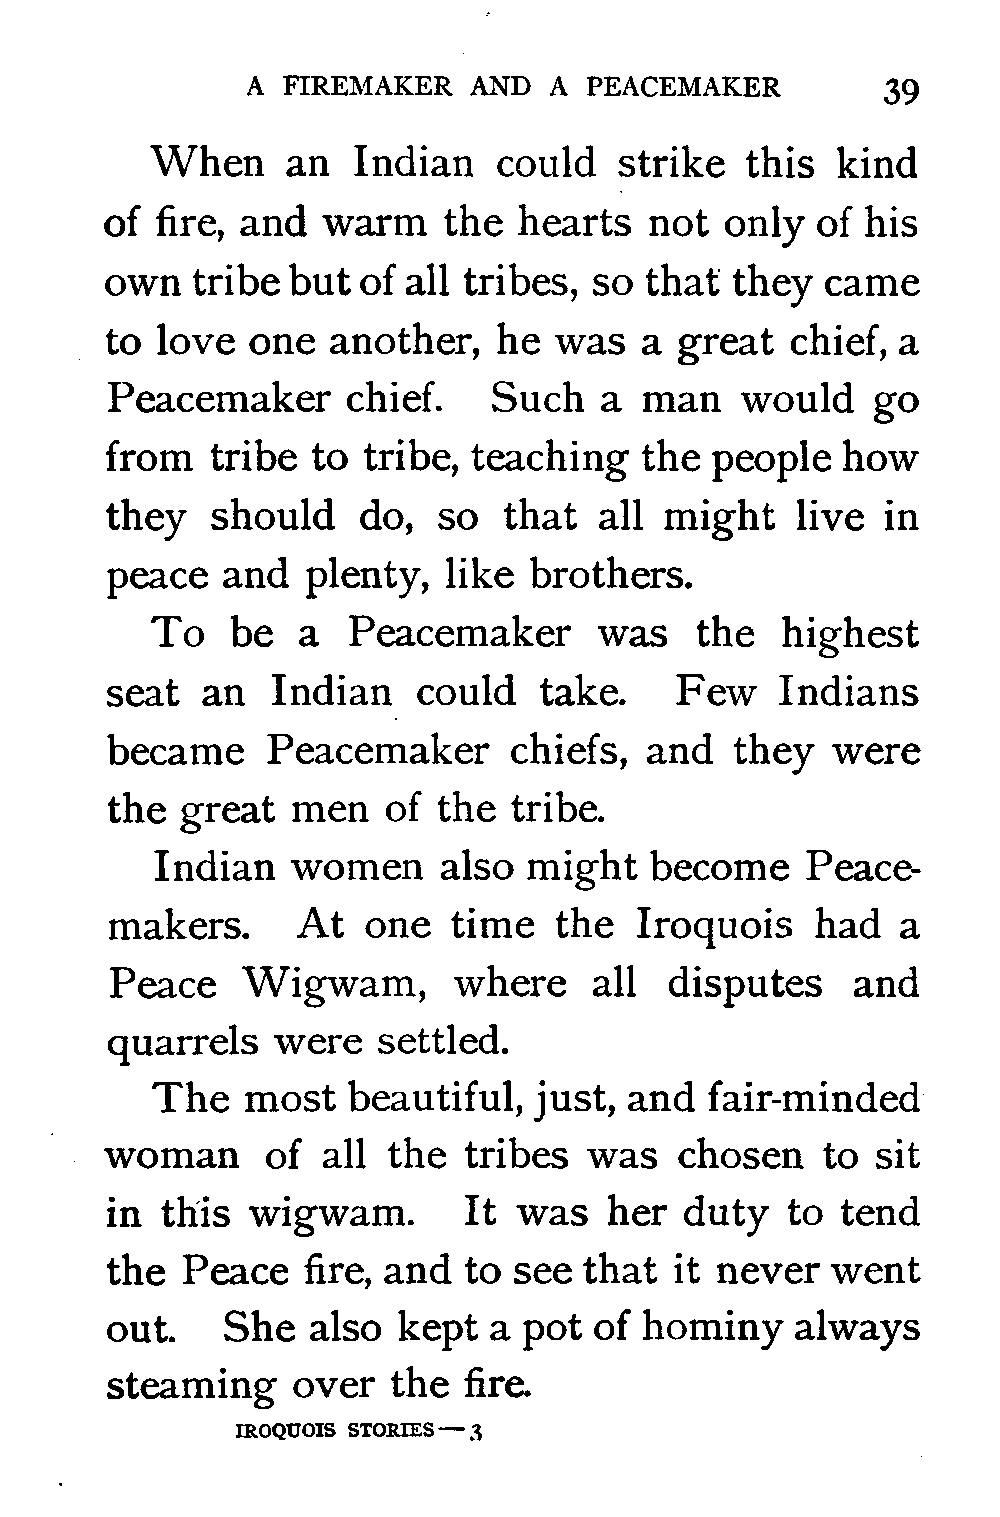 A FIREMAKER AND A PEACEMAKER 39
When an Indian could strike this kind
of fire, and warm the hearts not only of his
own tribe but of all tribes, so that they came
to love one another, he was a great chief, a
Peacemaker chief. Such a man would go
from tribe to tribe, teaching the people how
they should do, so that all might live in
peace and plenty, like brothers.
To be a Peacemaker was the highest
seat an Indian could take. Few Indians
became Peacemaker chiefs, and they were
the great men of the tribe.
Indian women also might become Peace-
makers. At one time the Iroquois had a
Peace Wigwam, where all disputes and
quarrels were settled.
The most beautiful, just, and fair-minded
woman of all the tribes was chosen to sit
in this wigwam. It was her duty to tend
the Peace fire, and to see that it never went
out. She also kept a pot of hominy always
steaming over the fire.
IROQUOIS STORIES—3